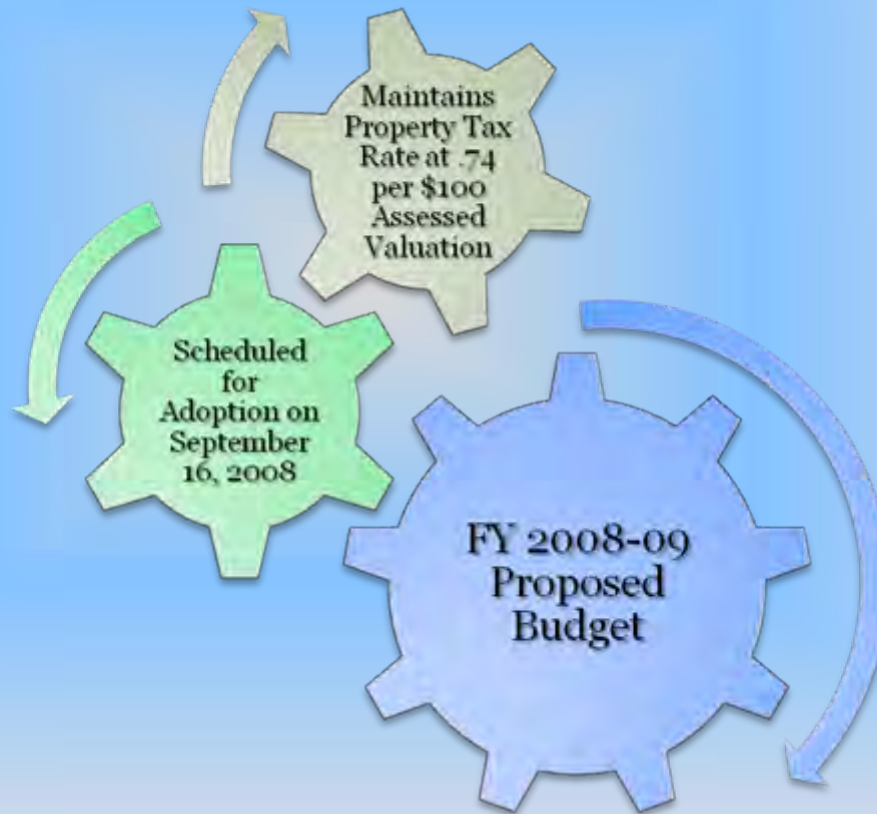 Maintains
Property Tax
Rate at .74
per $100
Assessed
Valuation
Scheduled
for
Adoption on
September
16, 2008
FY 2008-09
Proposed
Budget